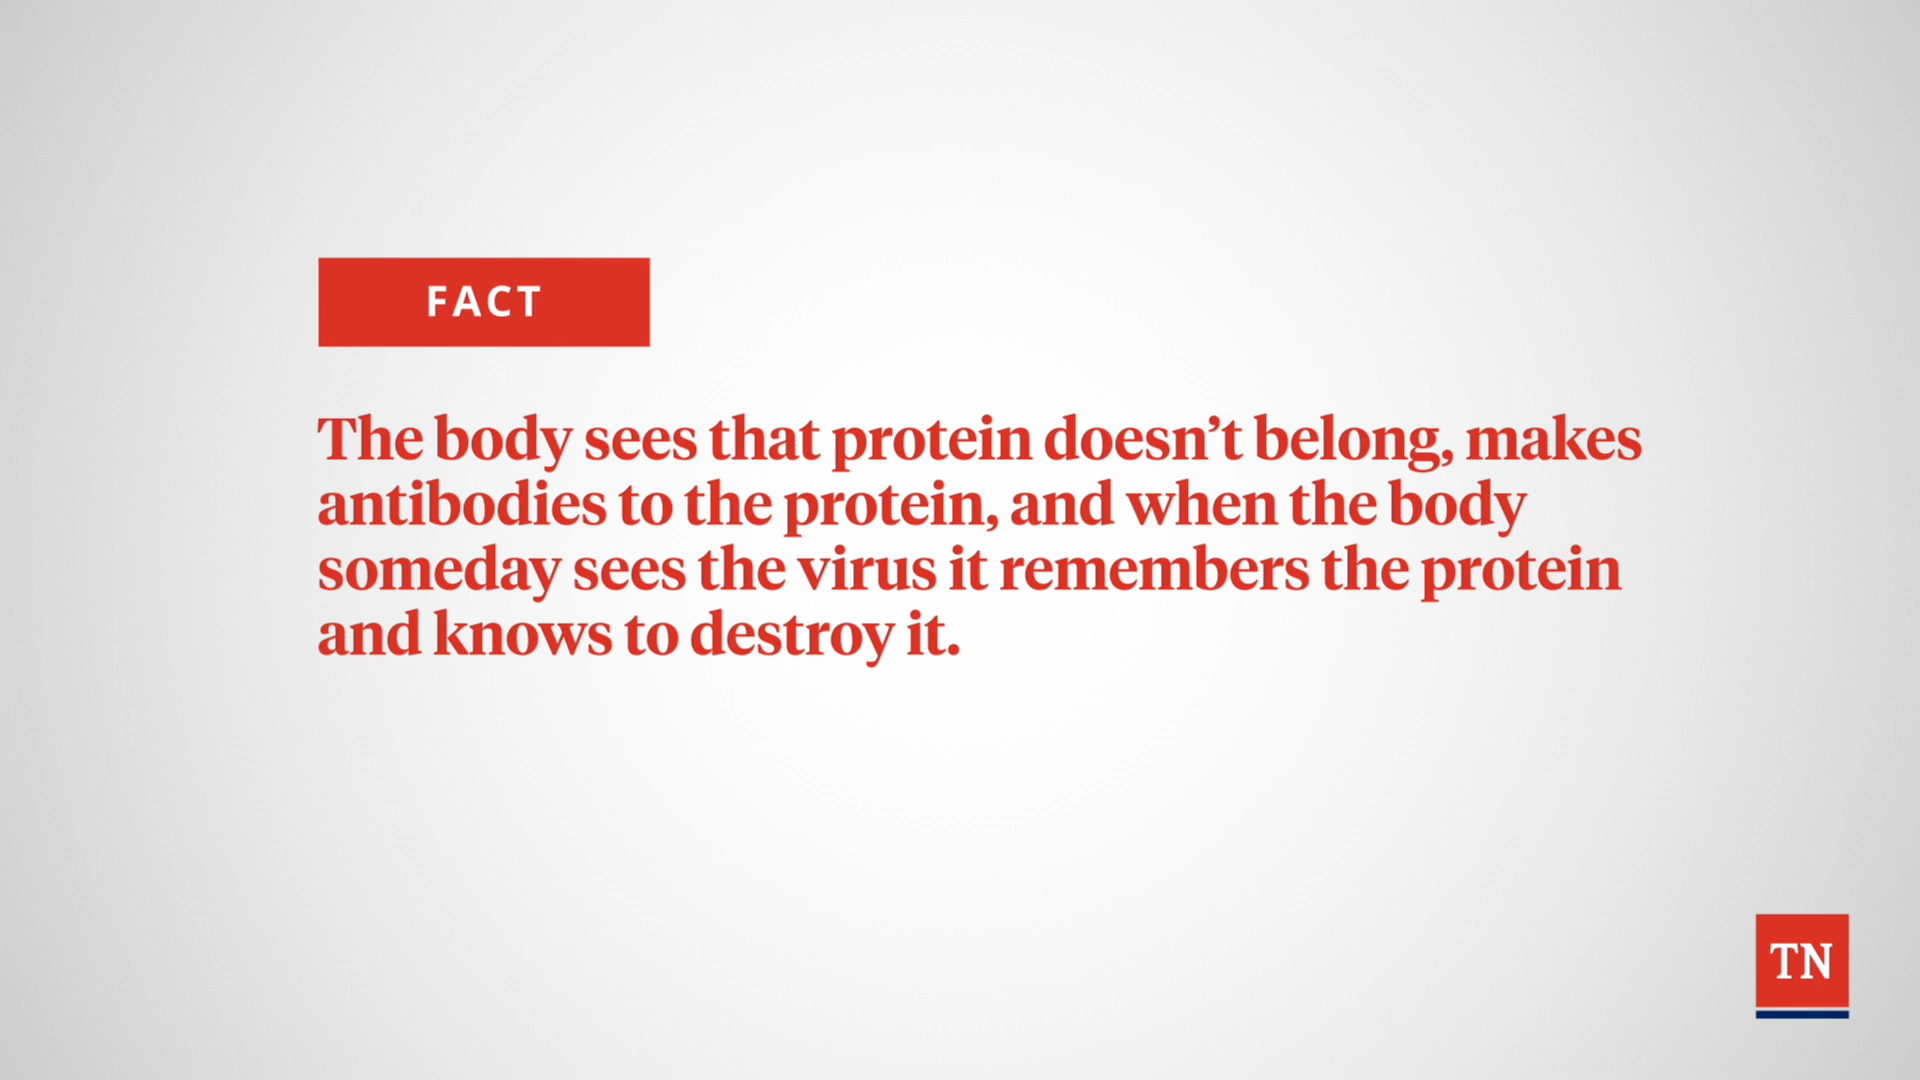 FACT
The body sees that protein doesn’t belong, makes
antibodies to the protein, and when the body
someday sees the virus it remembers the protein
and knows to destroy it.
TN